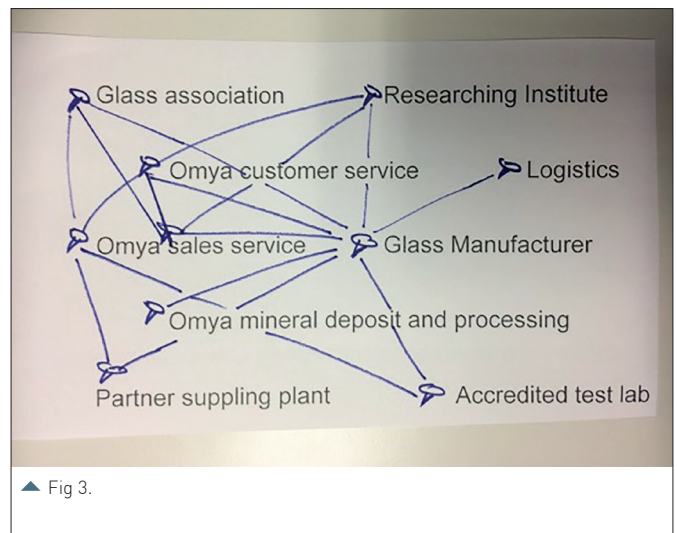 Glass association
Researching Institute
Omya customer service
Logistics
Omya sales service
Glass Manufacturer
Omya mineral deposit and processing
Partner suppling plant
Accredited test lab
Fig 3.